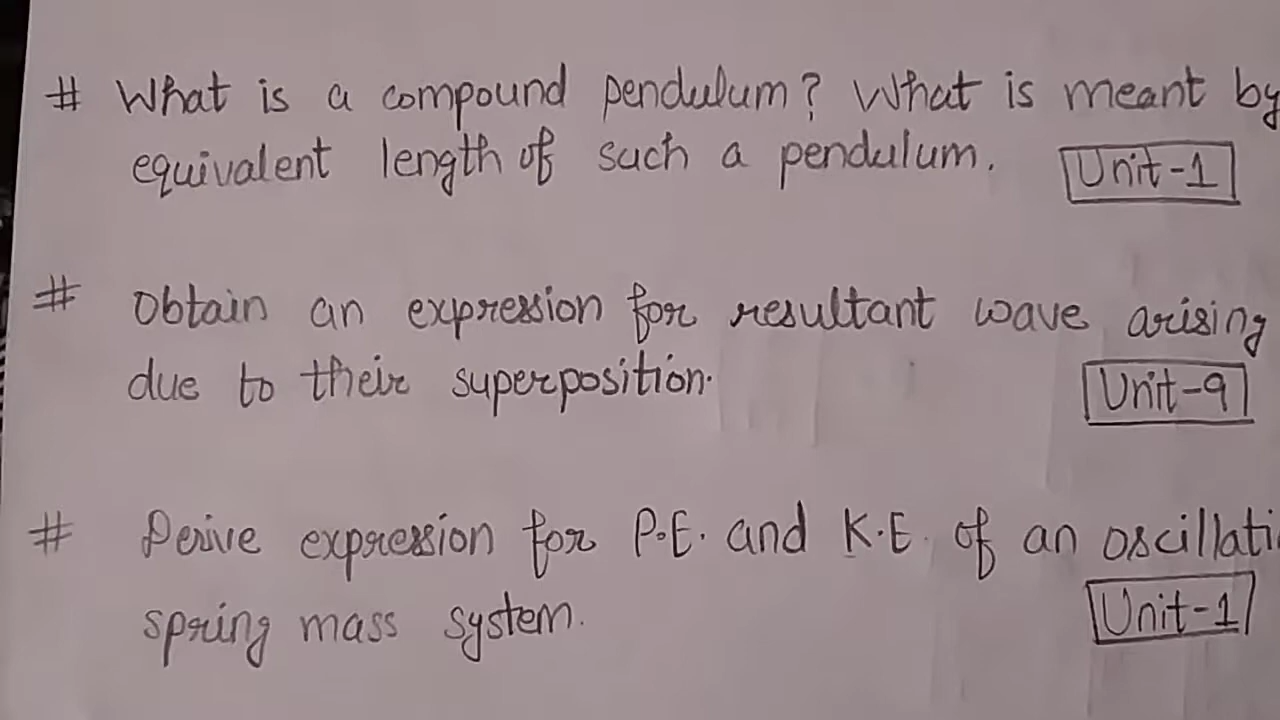 # What is a compound pendulum? What is meant by
equivalent length of such a pendulum. Unit-1
# Obtain an expression for resultant wave arising
due to their superposition. Unit-9
# Derive expression for P.E. and K.E. of an oscillati
spring mass system. Unit-1